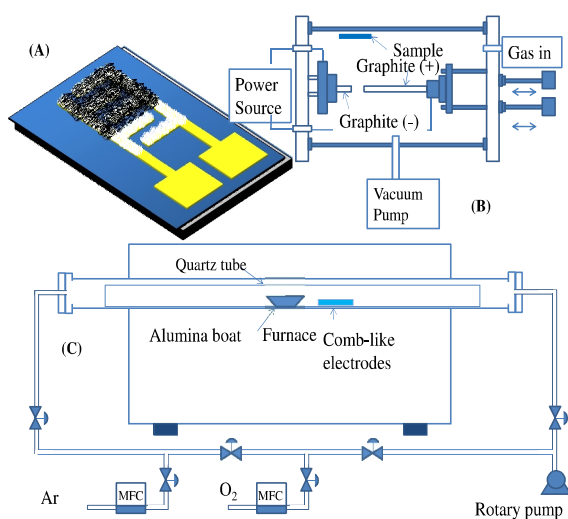 (A)
Sample
Gas in
Graphite (+)
Power
Source
Graphite (-)
Vacuum
Pump
(B)
Quartz tube
Alumina boat
Furnace
Comb-like
electrodes
(C)
Ar
MFC
O₂
MFC
Rotary pump